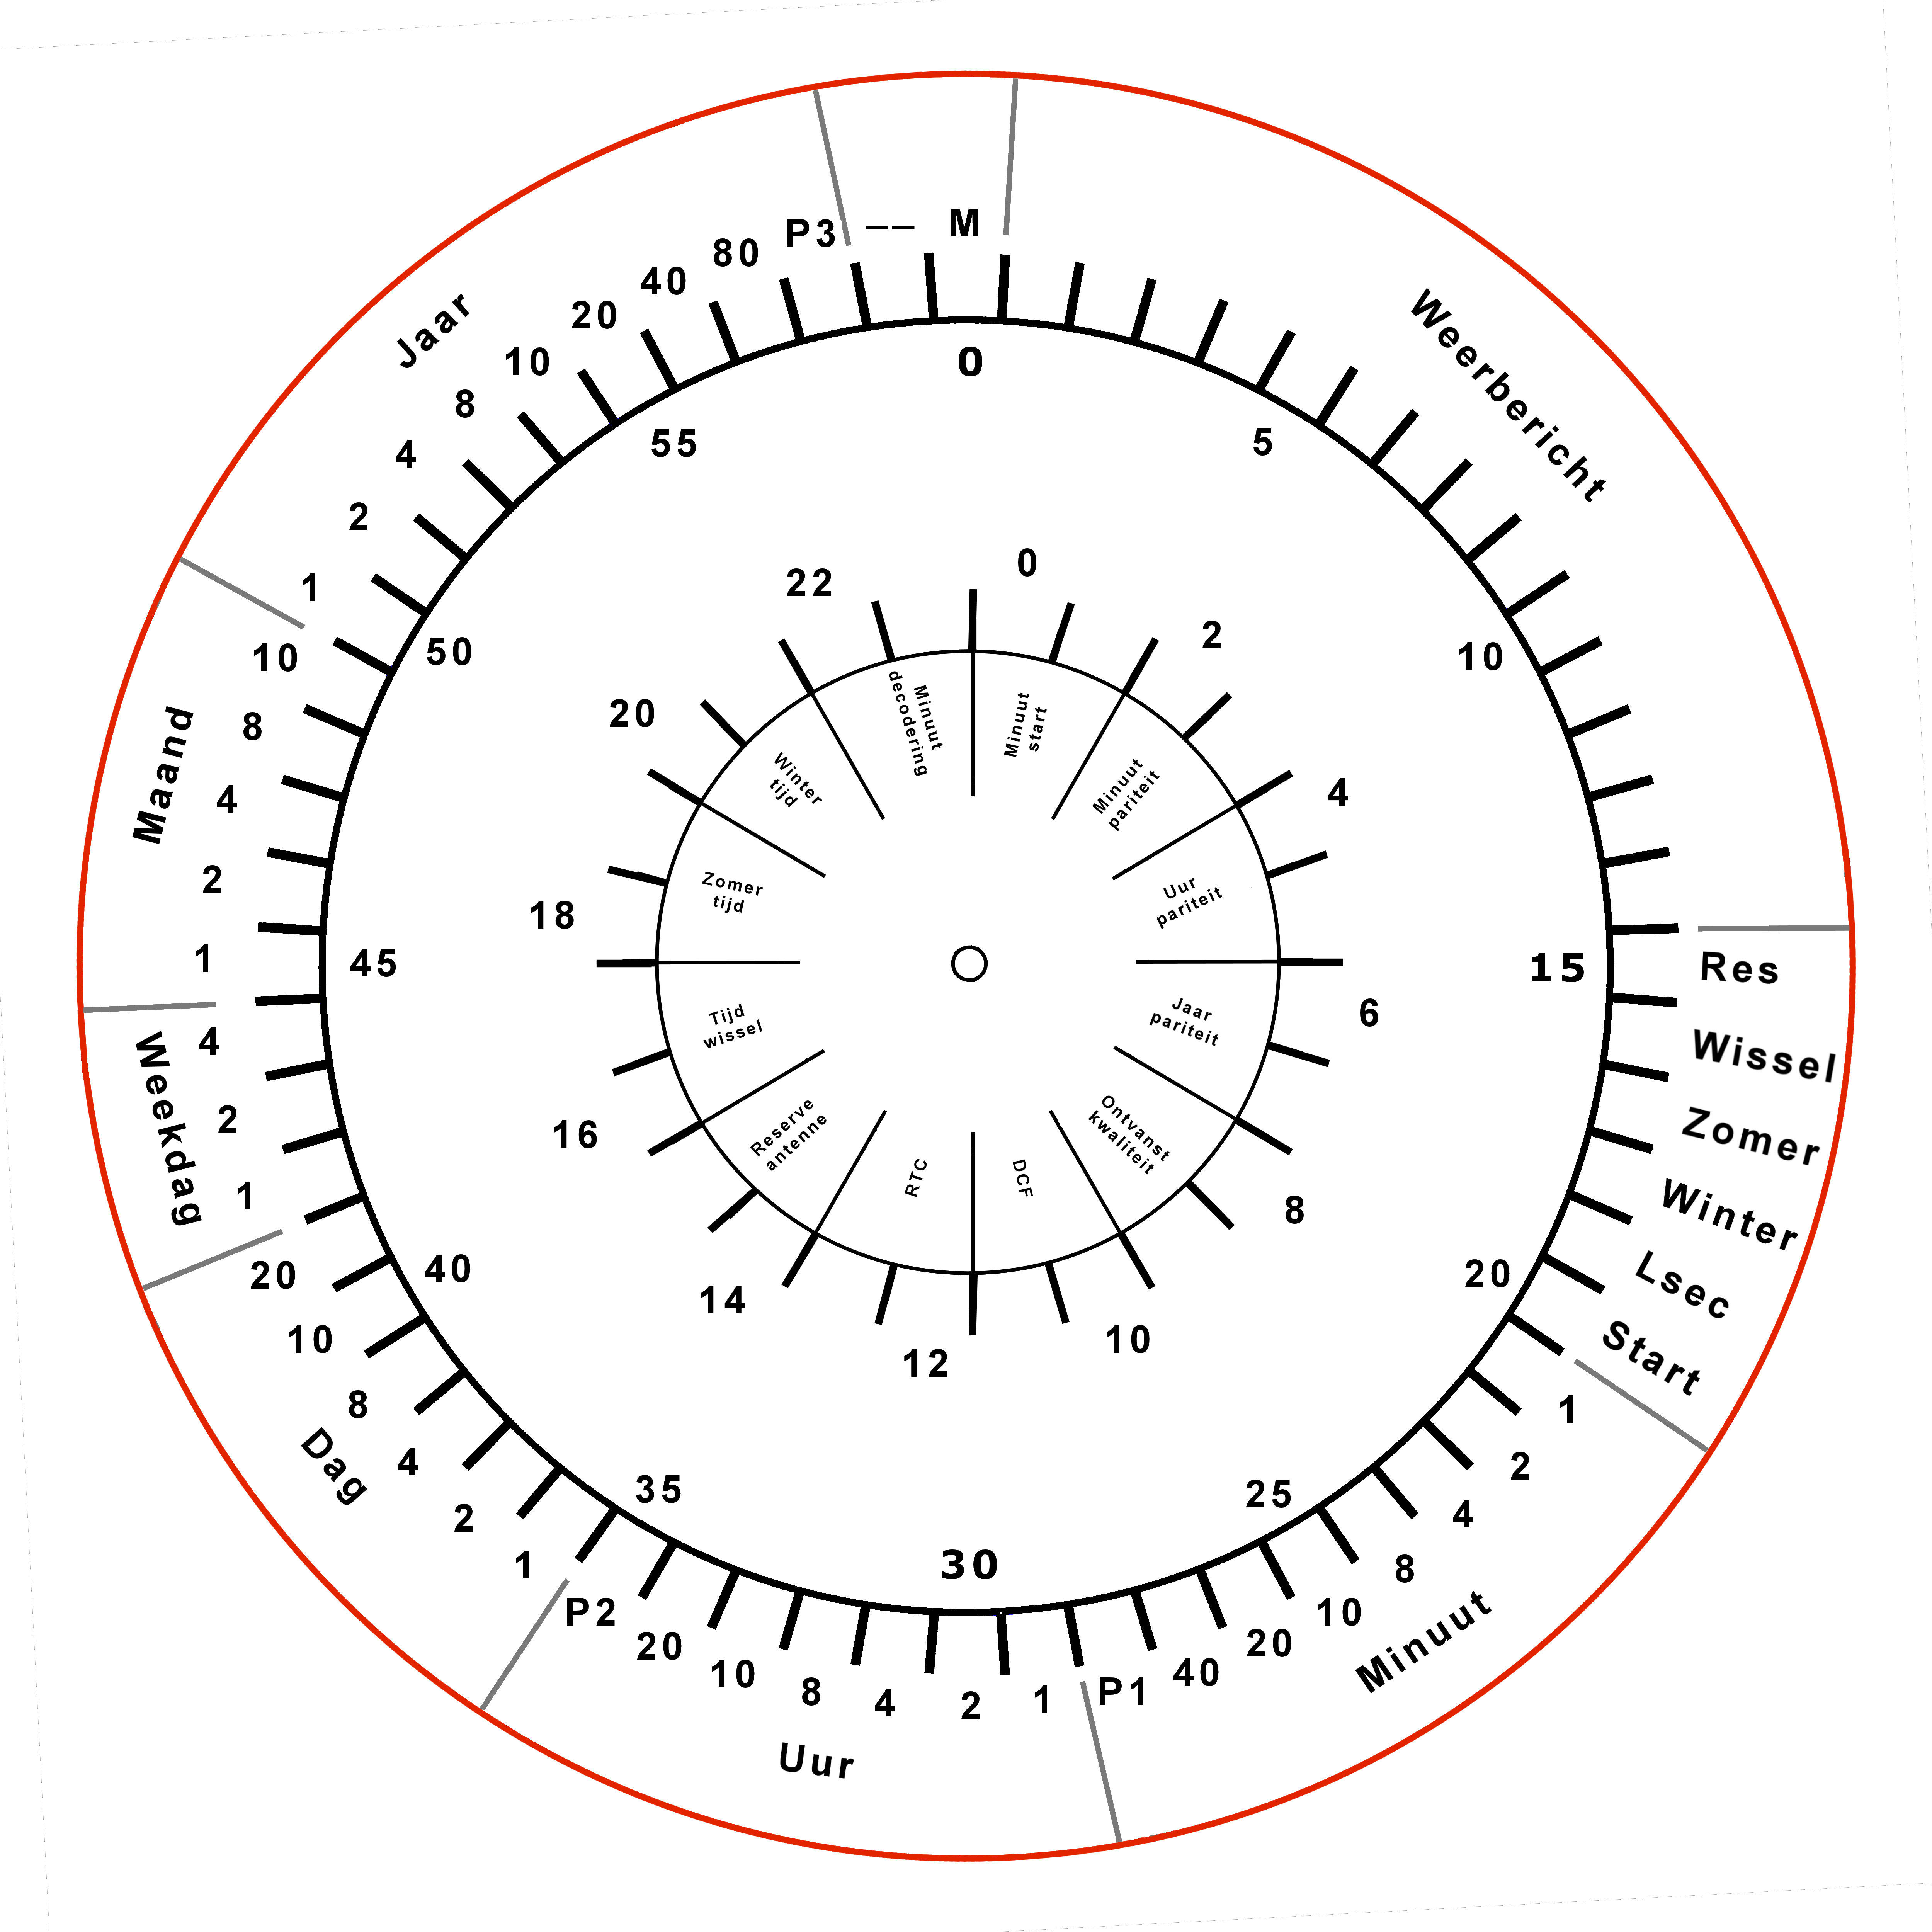 M
Weerbericht
Res
Wissel
Zomer
Winter
Lsec
Start
1
2
4
8
10
20
40
P1
Minuut
1
2
4
8
10
20
P2
Uur
1
2
4
8
10
20
Dag
1
2
4
Weekdag
1
2
4
8
10
Maand
1
2
4
8
10
20
40
80
P3
Jaar
––
0
5
10
15
20
25
30
35
40
45
50
55
0
2
4
6
8
10
12
14
16
18
20
22
Minuut
start
Minuut
pariteit
Uur
pariteit
Jaar
pariteit
Ontvanst
kwaliteit
DCF
RTC
Reserve
antenne
Tijd
wissel
Zomer
tijd
Winter
tijd
Minuut
decodering